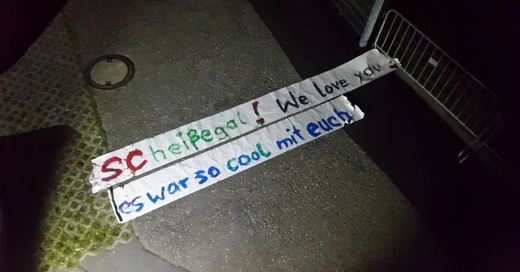 Scheißegal! We love you
es war so cool mit euch